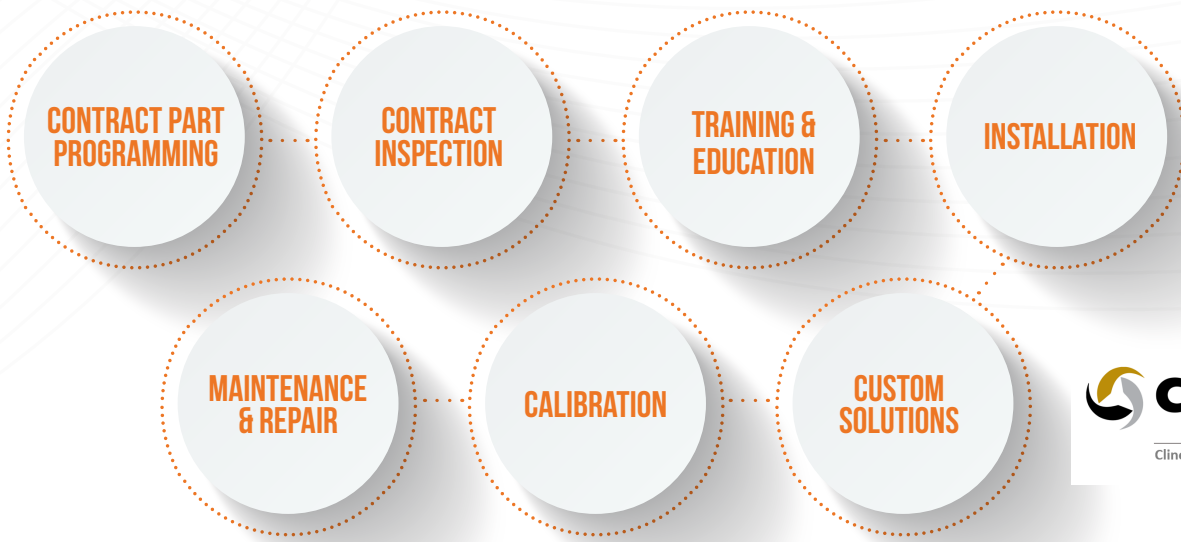 CONTRACT PART
PROGRAMMING
CONTRACT
INSPECTION
TRAINING &
EDUCATION
INSTALLATION
MAINTENANCE
& REPAIR
CALIBRATION
CUSTOM
SOLUTIONS